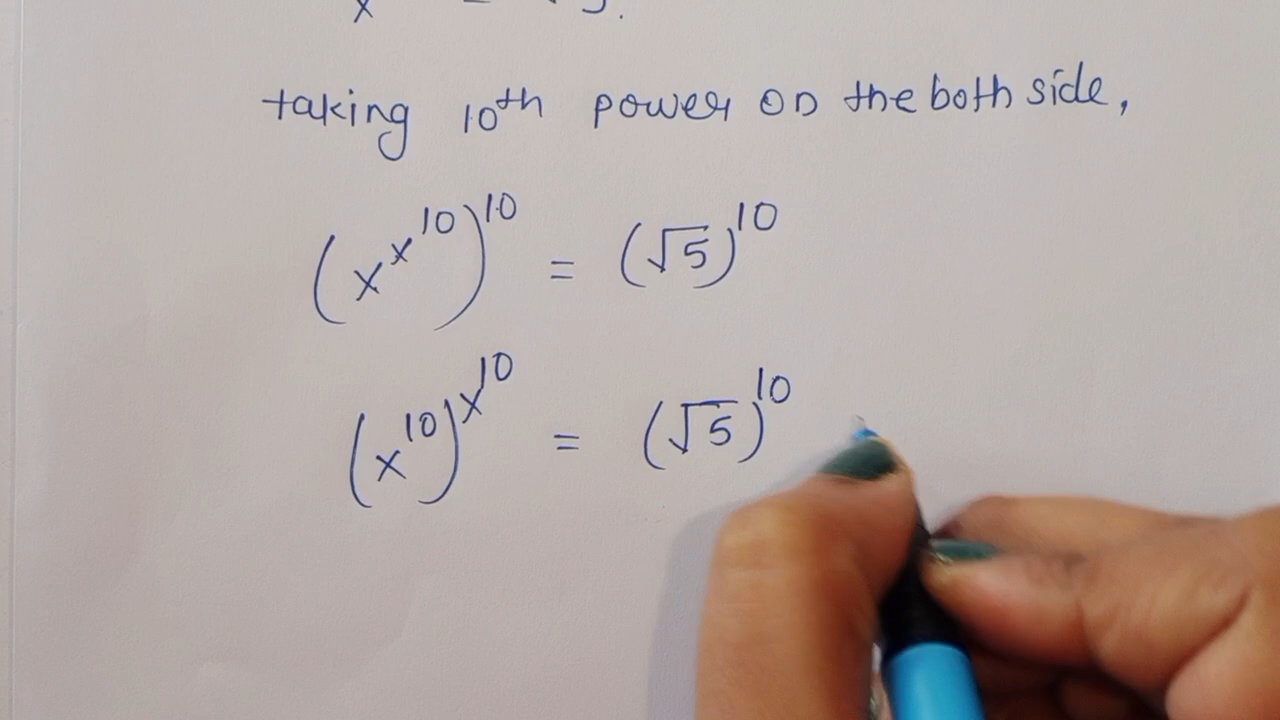 x
taking 10th power on the both side,
(x^x^10)^10 = (√5)^10
(x^10)^x^10 = (√5)^10